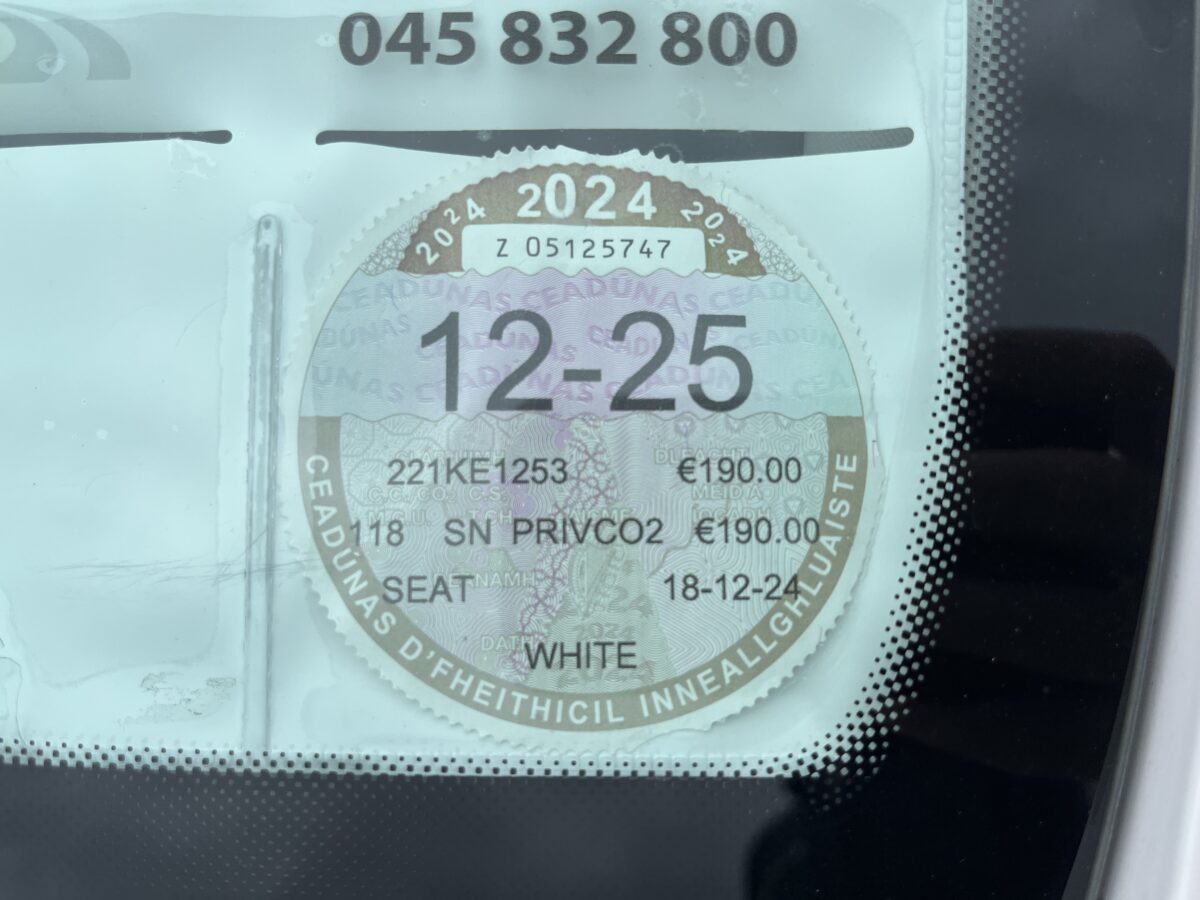 045 832 800
2024 2024 2024
Z 05125747
CEADÚNAS CEADÚNAS CEADÚNAS
12-25
221KE1253 €190.00
118 SN PRIVCO2 €190.00
SEAT 18-12-24
WHITE
CEADÚNAS D'FHEITHICIL INNEALLGHLUAISTE